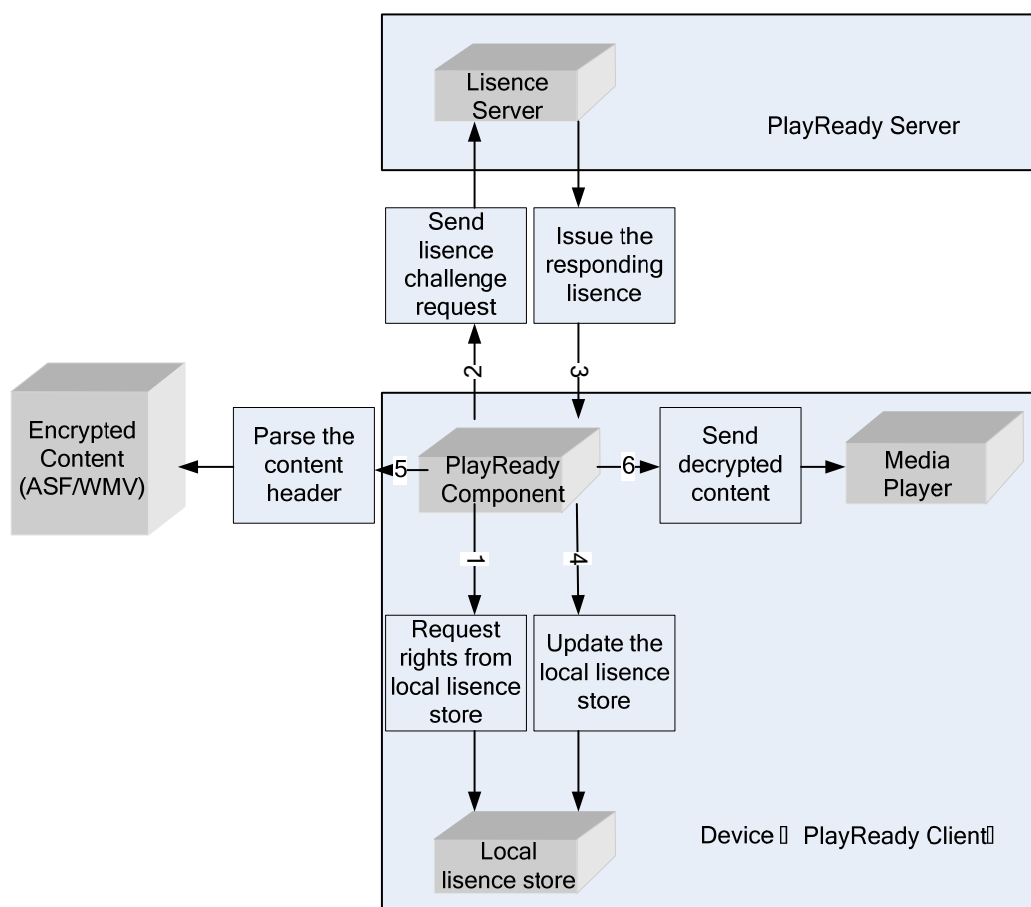 Lisence
Server
PlayReady Server
Send
lisence
challenge
request
Issue the
responding
lisence
2
3
Encrypted
Content
(ASF/WMV)
Parse the
content
header
5
PlayReady
Component
6
Send
decrypted
content
Media
Player
1
4
Request
rights from
local lisence
store
Update the
local lisence
store
Local
lisence store
Device PlayReady Client